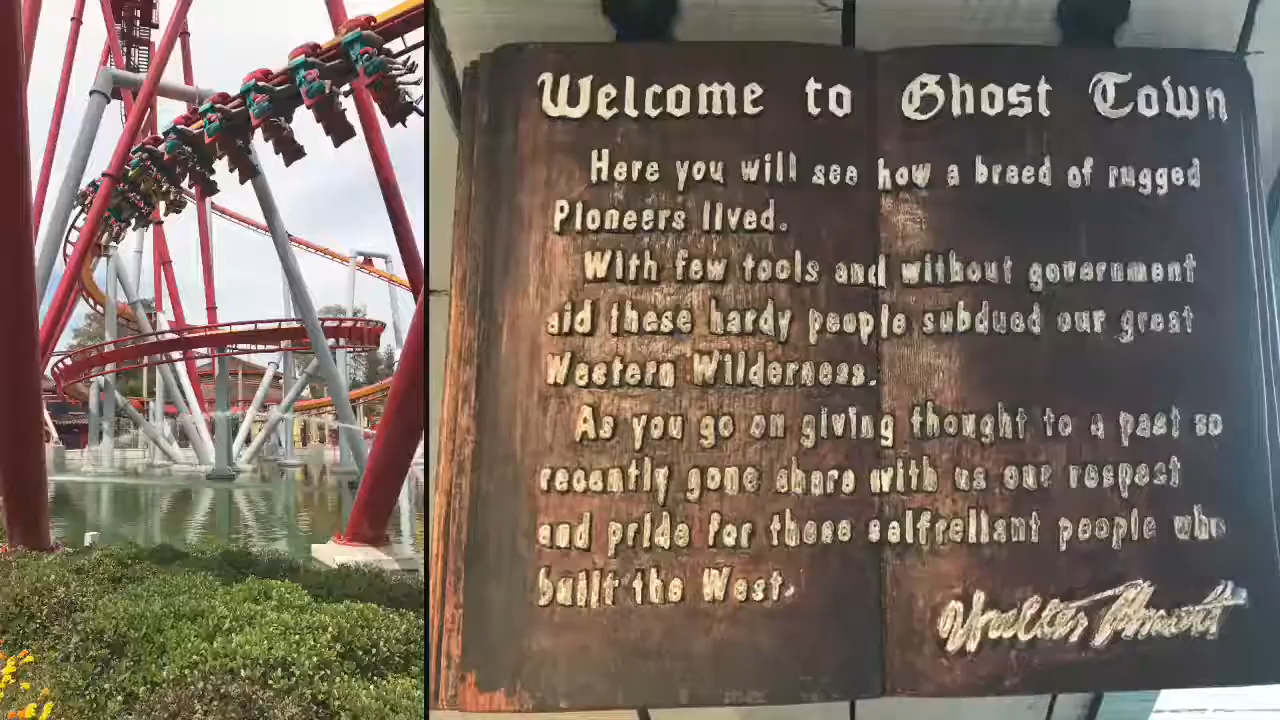 Welcome to Ghost Town
Here you will see how a breed of rugged
Pioneers lived.
With few tools and without government
aid these hardy people subdued our great
Western Wilderness.
As you go on giving thought to a past so
recently gone share with us our respect
and pride for these selfreliant people who
built the West.
Walter Knott